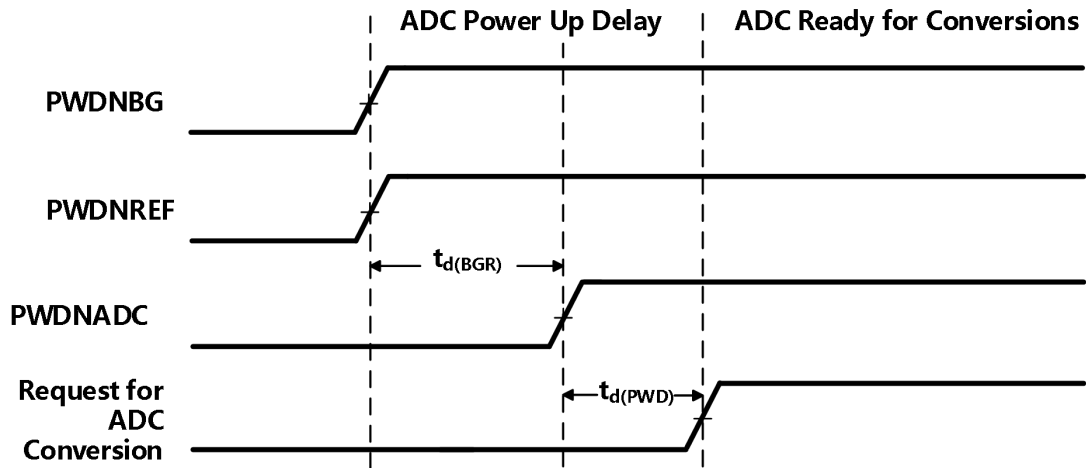 ADC Power Up Delay
ADC Ready for Conversions
PWDNBG
PWDNREF
td(BGR)
PWDNADC
Request for
ADC
Conversion
td(PWD)